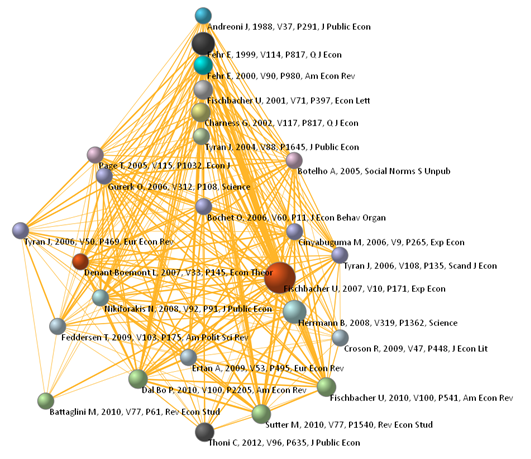 Andreoni J, 1988, V37, P291, J Public Econ
Fehr E, 1999, V114, P817, Q J Econ
Fehr E, 2000, V90, P980, Am Econ Rev
Fischbacher U, 2001, V71, P397, Econ Lett
Charness G, 2002, V117, P817, Q J Econ
Tyran J, 2004, V88, P1645, J Public Econ
Page T, 2005, V115, P1032, Econ J
Botelho A, 2005, Social Norms S Unpub
Gurerk O, 2006, V312, P108, Science
Bochet O, 2006, V60, P11, J Econ Behav Organ
Tyran J, 2006, V50, P469, Eur Econ Rev
Cinyabuguma M, 2006, V9, P265, Exp Econ
Tyran J, 2006, V108, P135, Scand J Econ
Denant-Boemont L, 2007, V33, P145, Econ Theor
Fischbacher U, 2007, V10, P171, Exp Econ
Nikiforakis N, 2008, V92, P91, J Public Econ
Herrmann B, 2008, V319, P1362, Science
Feddersen T, 2009, V103, P175, Am Polit Sci Rev
Croson R, 2009, V47, P448, J Econ Lit
Ertan A, 2009, V53, P495, Eur Econ Rev
Dal Bo P, 2010, V100, P2205, Am Econ Rev
Fischbacher U, 2010, V100, P541, Am Econ Rev
Battaglini M, 2010, V77, P61, Rev Econ Stud
Sutter M, 2010, V77, P1540, Rev Econ Stud
Thoni C, 2012, V96, P635, J Public Econ